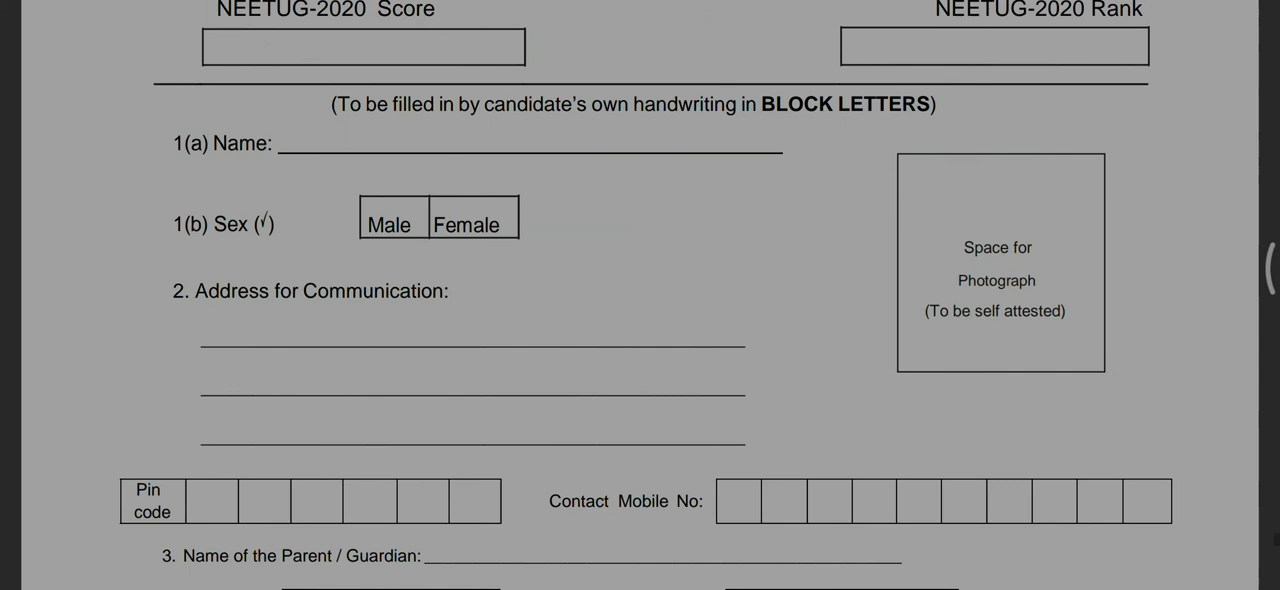 NEETUG-2020 Score NEETUG-2020 Rank
(To be filled in by candidate's own handwriting in BLOCK LETTERS)
1(a) Name:
1(b) Sex (√) Male Female
2. Address for Communication:
Space for
Photograph
(To be self attested)
Pin
code
Contact Mobile No:
3. Name of the Parent / Guardian: